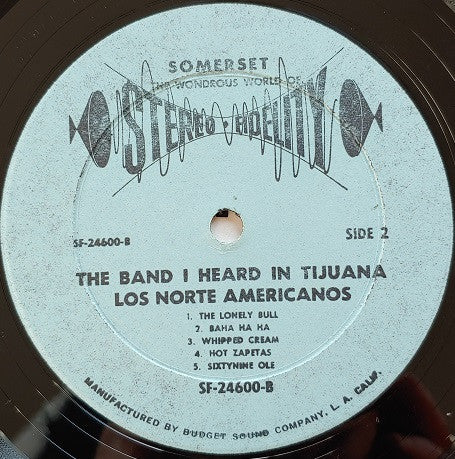 SOMERSET
THE WONDROUS WORLD OF
STEREO-FIDELITY
SF-24600-B
SIDE 2
THE BAND I HEARD IN TIJUANA
LOS NORTE AMERICANOS
1. THE LONELY BULL
2. BAHA HA HA
3. WHIPPED CREAM
4. HOT ZAPETAS
5. SIXTYNINE OLE
SF-24600-B
MANUFACTURED BY BUDGET SOUND COMPANY, L. A. CALIF.